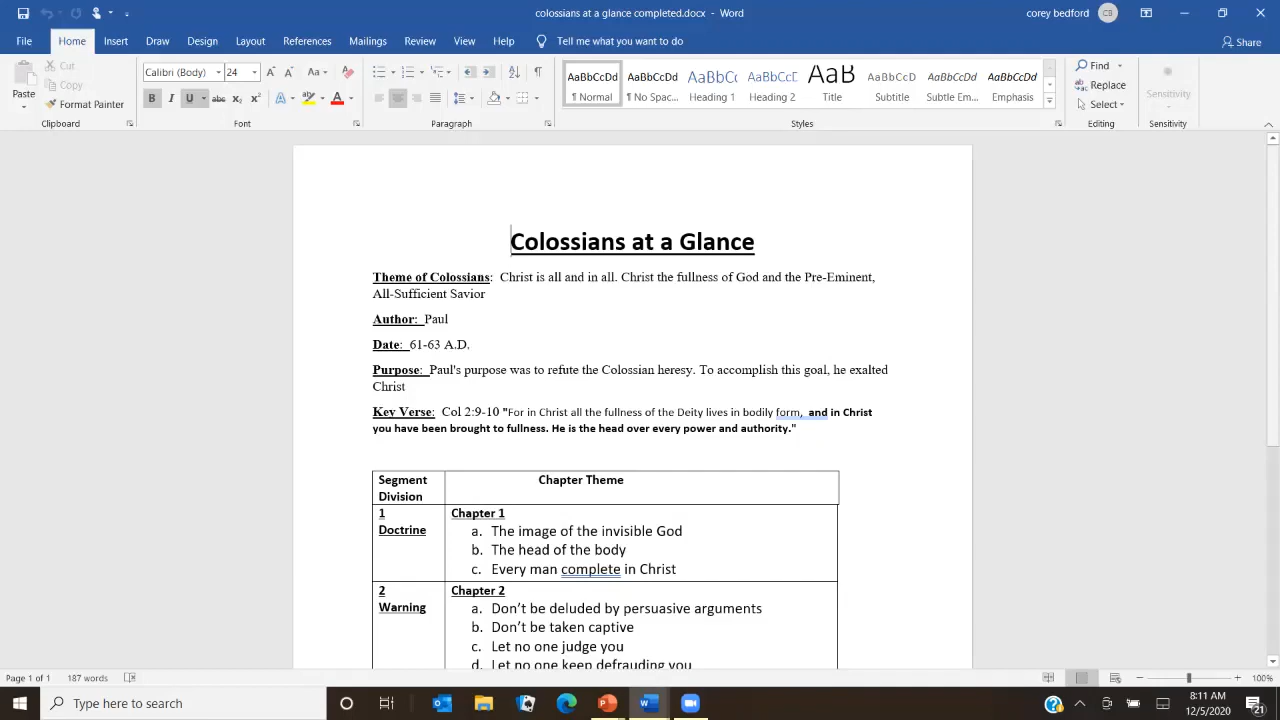 colossians at a glance completed.docx - Word
corey bedford
CB
File Home Insert Draw Design Layout References Mailings Review View Help Tell me what you want to do
Share
Paste
Cut
Copy
Format Painter
Clipboard
Calibri (Body) 24
Font
Paragraph
AaBbCcDd AaBbCcDd AaBbCc AaBbCcD AaB AaBbCcD AaBbCcDd AaBbCcDd
¶ Normal ¶ No Spac... Heading 1 Heading 2 Title Subtitle Subtle Em... Emphasis
Styles
Find
Replace
Select
Editing
Sensitivity
Sensitivity
Colossians at a Glance
Theme of Colossians: Christ is all and in all. Christ the fullness of God and the Pre-Eminent,
All-Sufficient Savior
Author: Paul
Date: 61-63 A.D.
Purpose: Paul's purpose was to refute the Colossian heresy. To accomplish this goal, he exalted
Christ
Key Verse: Col 2:9-10 "For in Christ all the fullness of the Deity lives in bodily form, and in Christ
you have been brought to fullness. He is the head over every power and authority."
Segment
Division
Chapter Theme
1
Doctrine
Chapter 1
a. The image of the invisible God
b. The head of the body
c. Every man complete in Christ
2
Warning
Chapter 2
a. Don't be deluded by persuasive arguments
b. Don't be taken captive
c. Let no one judge you
d. Let no one keep defrauding you
Page 1 of 1 187 words
100%
Type here to search
8:11 AM
12/5/2020
21